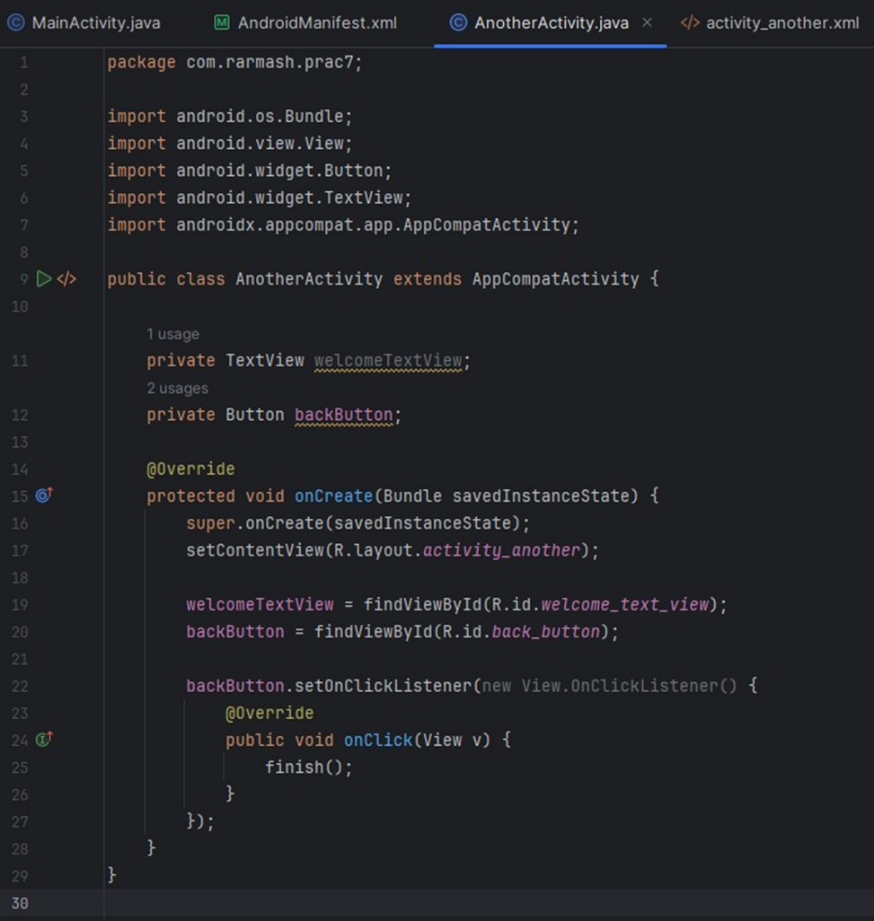 MainActivity.java AndroidManifest.xml AnotherActivity.java activity_another.xml
1 package com.rarmash.prac7;
2
3 import android.os.Bundle;
4 import android.view.View;
5 import android.widget.Button;
6 import android.widget.TextView;
7 import androidx.appcompat.app.AppCompatActivity;
8
9 public class AnotherActivity extends AppCompatActivity {
10
1 usage
11 private TextView welcomeTextView;
2 usages
12 private Button backButton;
13
14 @Override
15 protected void onCreate(Bundle savedInstanceState) {
16 super.onCreate(savedInstanceState);
17 setContentView(R.layout.activity_another);
18
19 welcomeTextView = findViewById(R.id.welcome_text_view);
20 backButton = findViewById(R.id.back_button);
21
22 backButton.setOnClickListener(new View.OnClickListener() {
23 @Override
24 public void onClick(View v) {
25 finish();
26 }
27 });
28 }
29 }
30